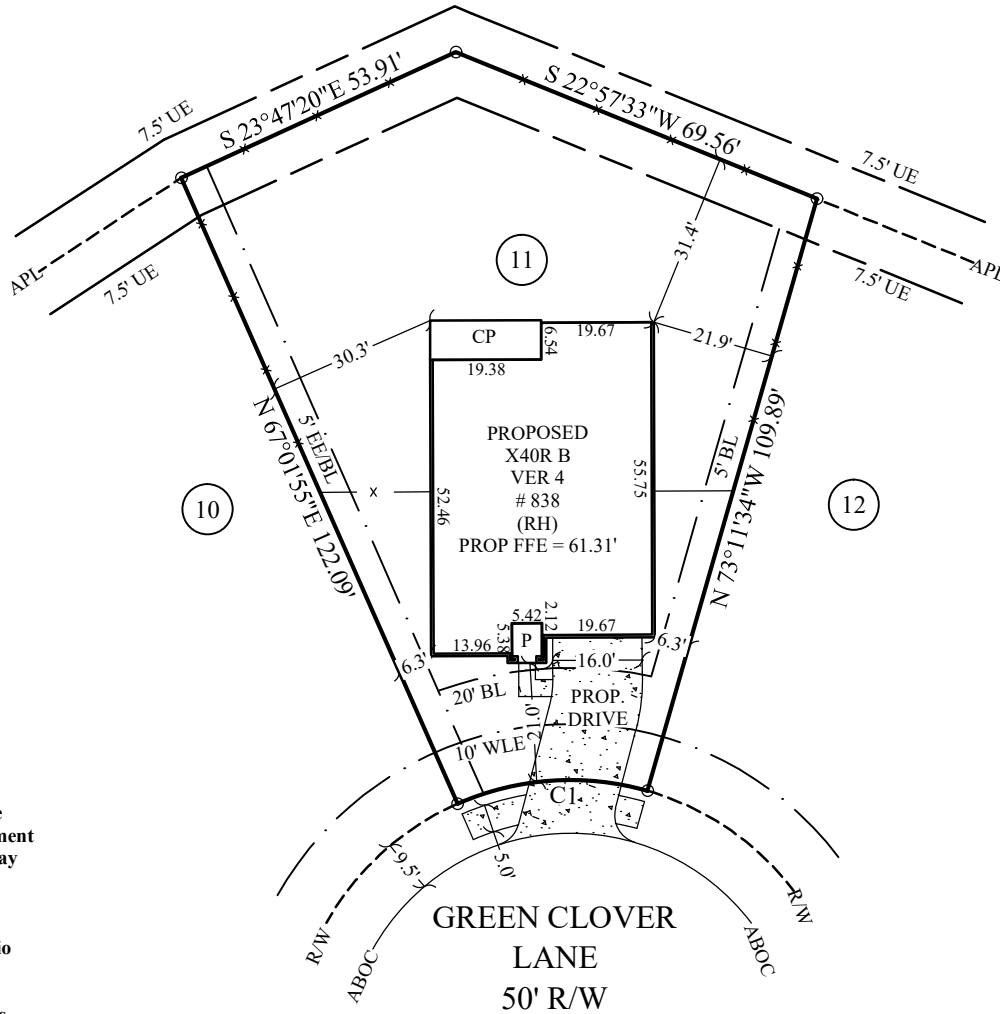 S 23°47'20"E 53.91'
S 22°57'33"W 69.56'
7.5' UE
7.5' UE
APL
7.5' UE
7.5' UE
APL
11
31.4'
30.3'
21.9'
CP
19.38
6.54
19.67
N 67°01'55"E 122.09'
5' EE/BL
5' BL
N 73°11'34"W 109.89'
10
12
x
52.46
55.75
PROPOSED
X40R B
VER 4
# 838
(RH)
PROP FFE = 61.31'
5.42
2.12
19.67
13.96
5.38
P
6.3'
6.3'
16.0'
20' BL
PROP.
DRIVE
21.0'
10' WLE
C1
9.5'
5.0'
R/W
R/W
ABOC
ABOC
GREEN CLOVER
LANE
50' R/W